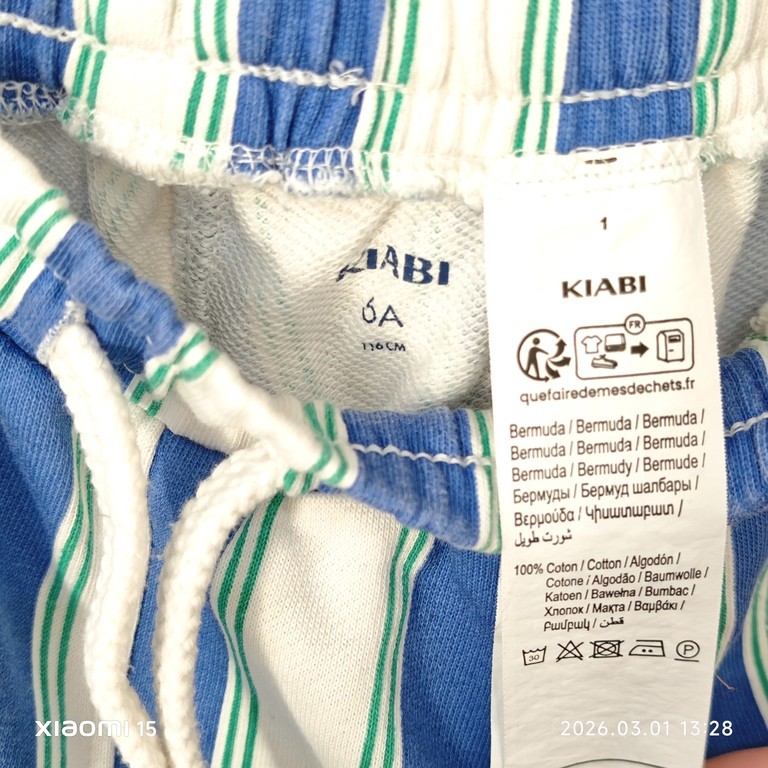 KIABI
6A
116 CM
1
KIABI
FR
quefairedemesdechets.fr
Bermuda / Bermuda / Bermuda /
Bermuda / Bermuda / Bermuda /
Bermuda / Bermudy / Bermude /
Бермуды / Бермуд шалбары /
Βερμούδα / Կիսատաբատ /
شورت طويل
100% Coton / Cotton / Algodón /
Cotone / Algodão / Baumwolle /
Katoen / Bawełna / Bumbac /
Хлопок / Мақта / Βαμβάκι /
Բամբակ / قطن /
30
P
xiaomi 15
2026.03.01 13:28